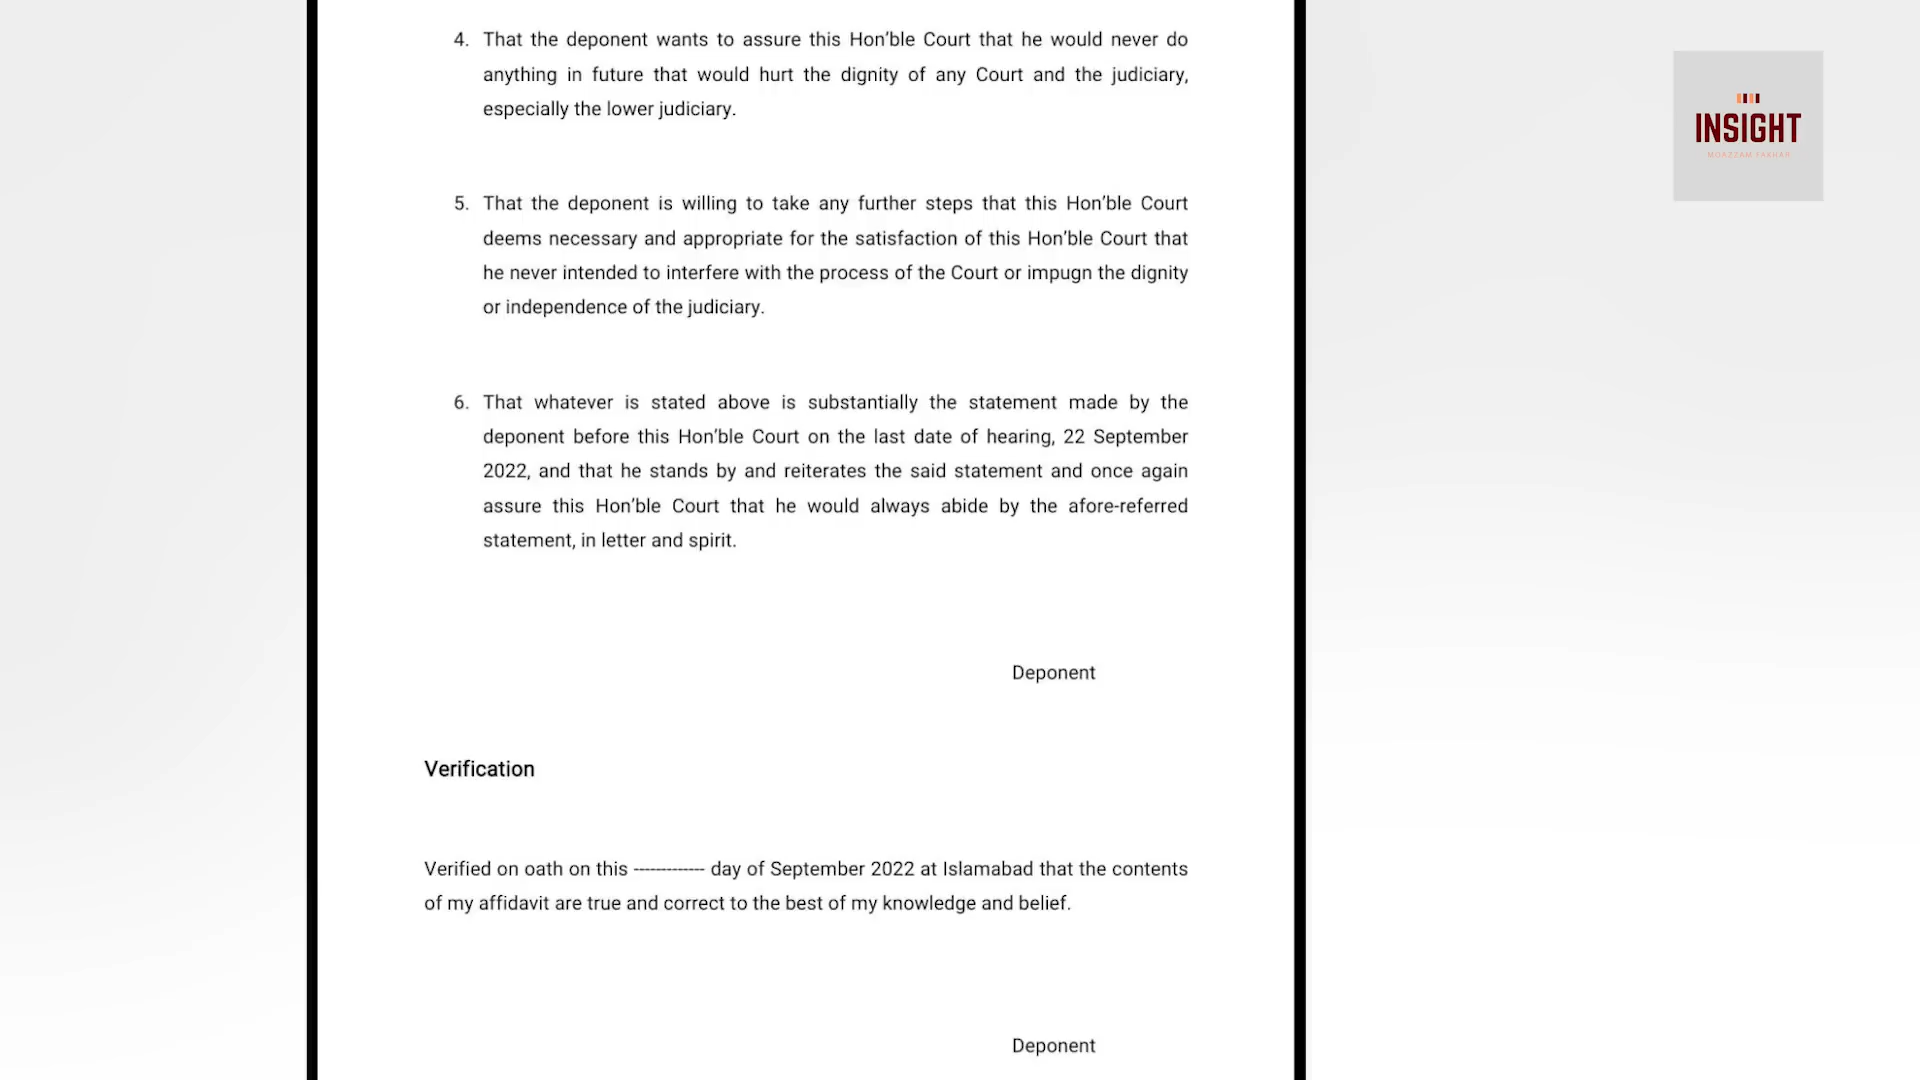 4. That the deponent wants to assure this Hon'ble Court that he would never do
anything in future that would hurt the dignity of any Court and the judiciary,
especially the lower judiciary.
5. That the deponent is willing to take any further steps that this Hon'ble Court
deems necessary and appropriate for the satisfaction of this Hon'ble Court that
he never intended to interfere with the process of the Court or impugn the dignity
or independence of the judiciary.
6. That whatever is stated above is substantially the statement made by the
deponent before this Hon'ble Court on the last date of hearing, 22 September
2022, and that he stands by and reiterates the said statement and once again
assure this Hon'ble Court that he would always abide by the afore-referred
statement, in letter and spirit.
Deponent
Verification
Verified on oath on this ------------- day of September 2022 at Islamabad that the contents
of my affidavit are true and correct to the best of my knowledge and belief.
Deponent
INSIGHT
MOAZZAM FAKHAR